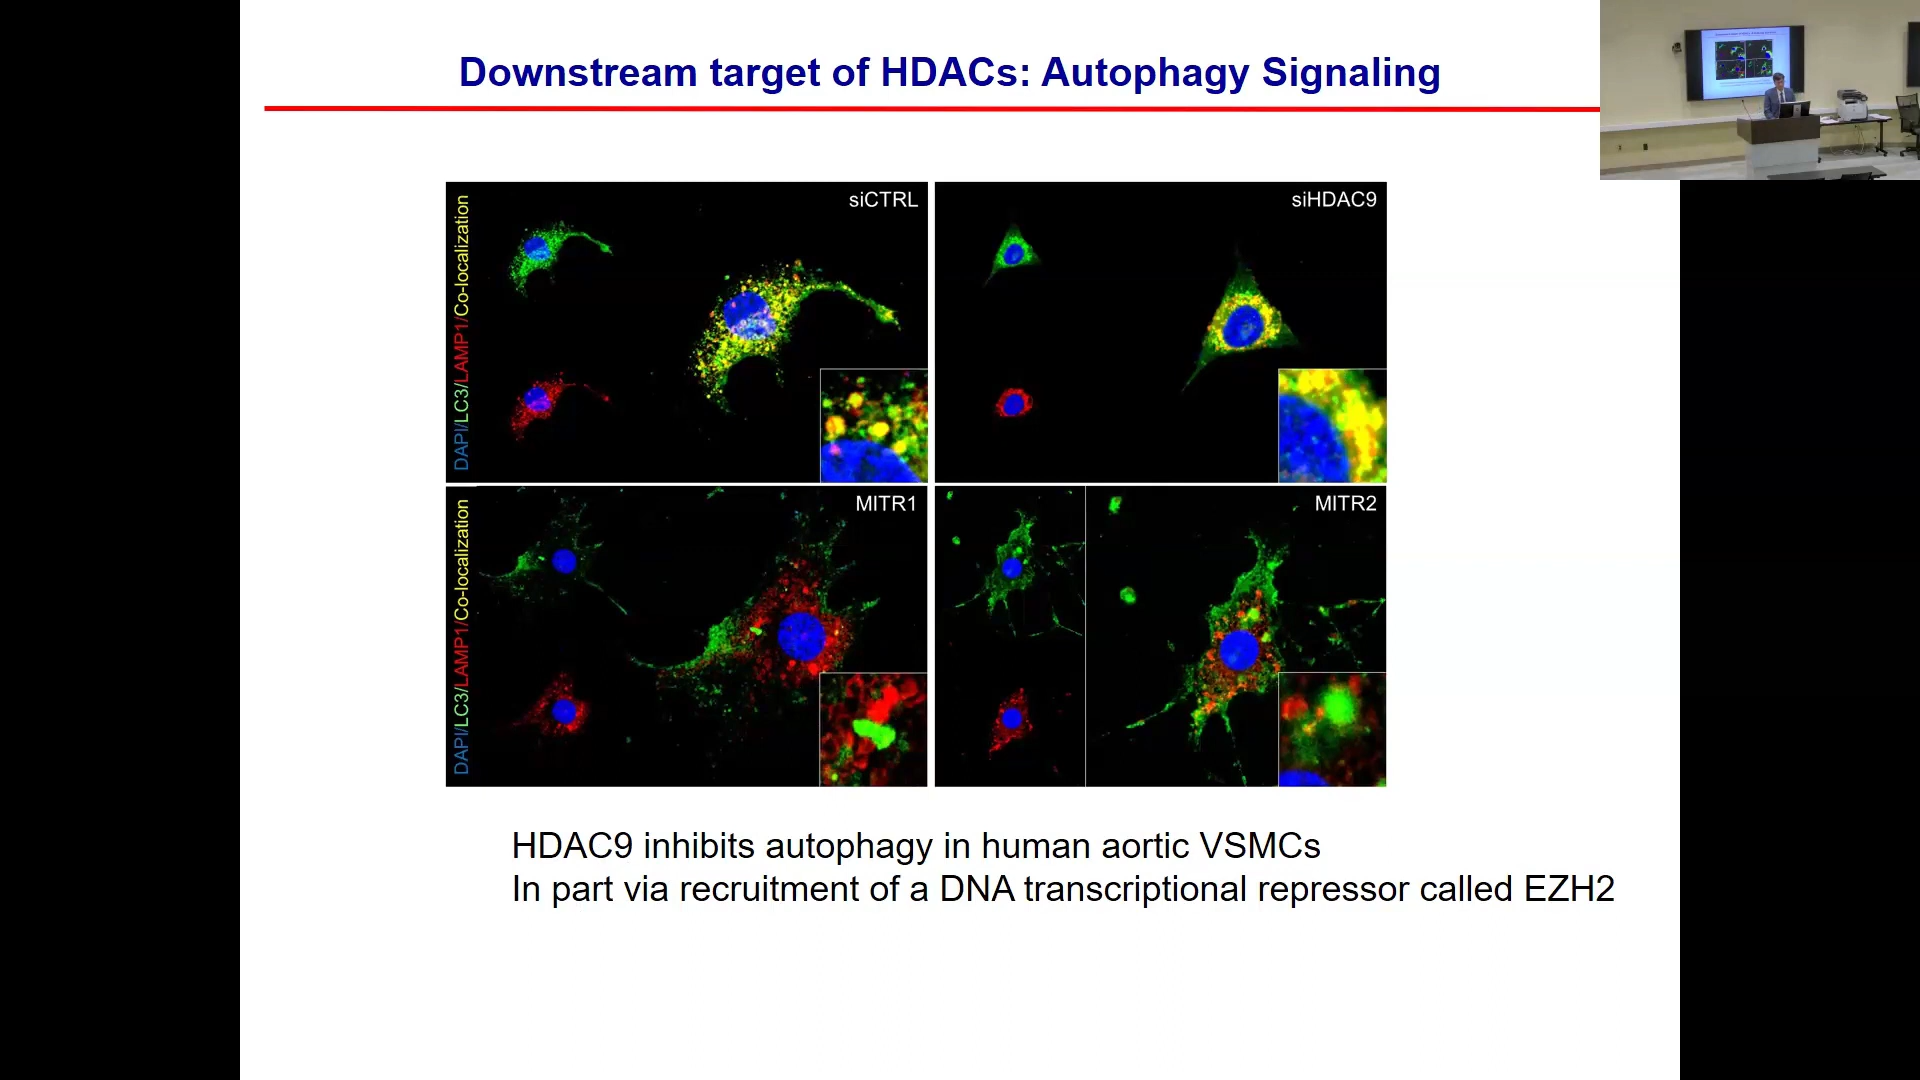 Downstream target of HDACs: Autophagy Signaling
DAPI/LC3/LAMP1/Co-localization
siCTRL
siHDAC9
DAPI/LC3/LAMP1/Co-localization
MITR1
MITR2
HDAC9 inhibits autophagy in human aortic VSMCs
In part via recruitment of a DNA transcriptional repressor called EZH2